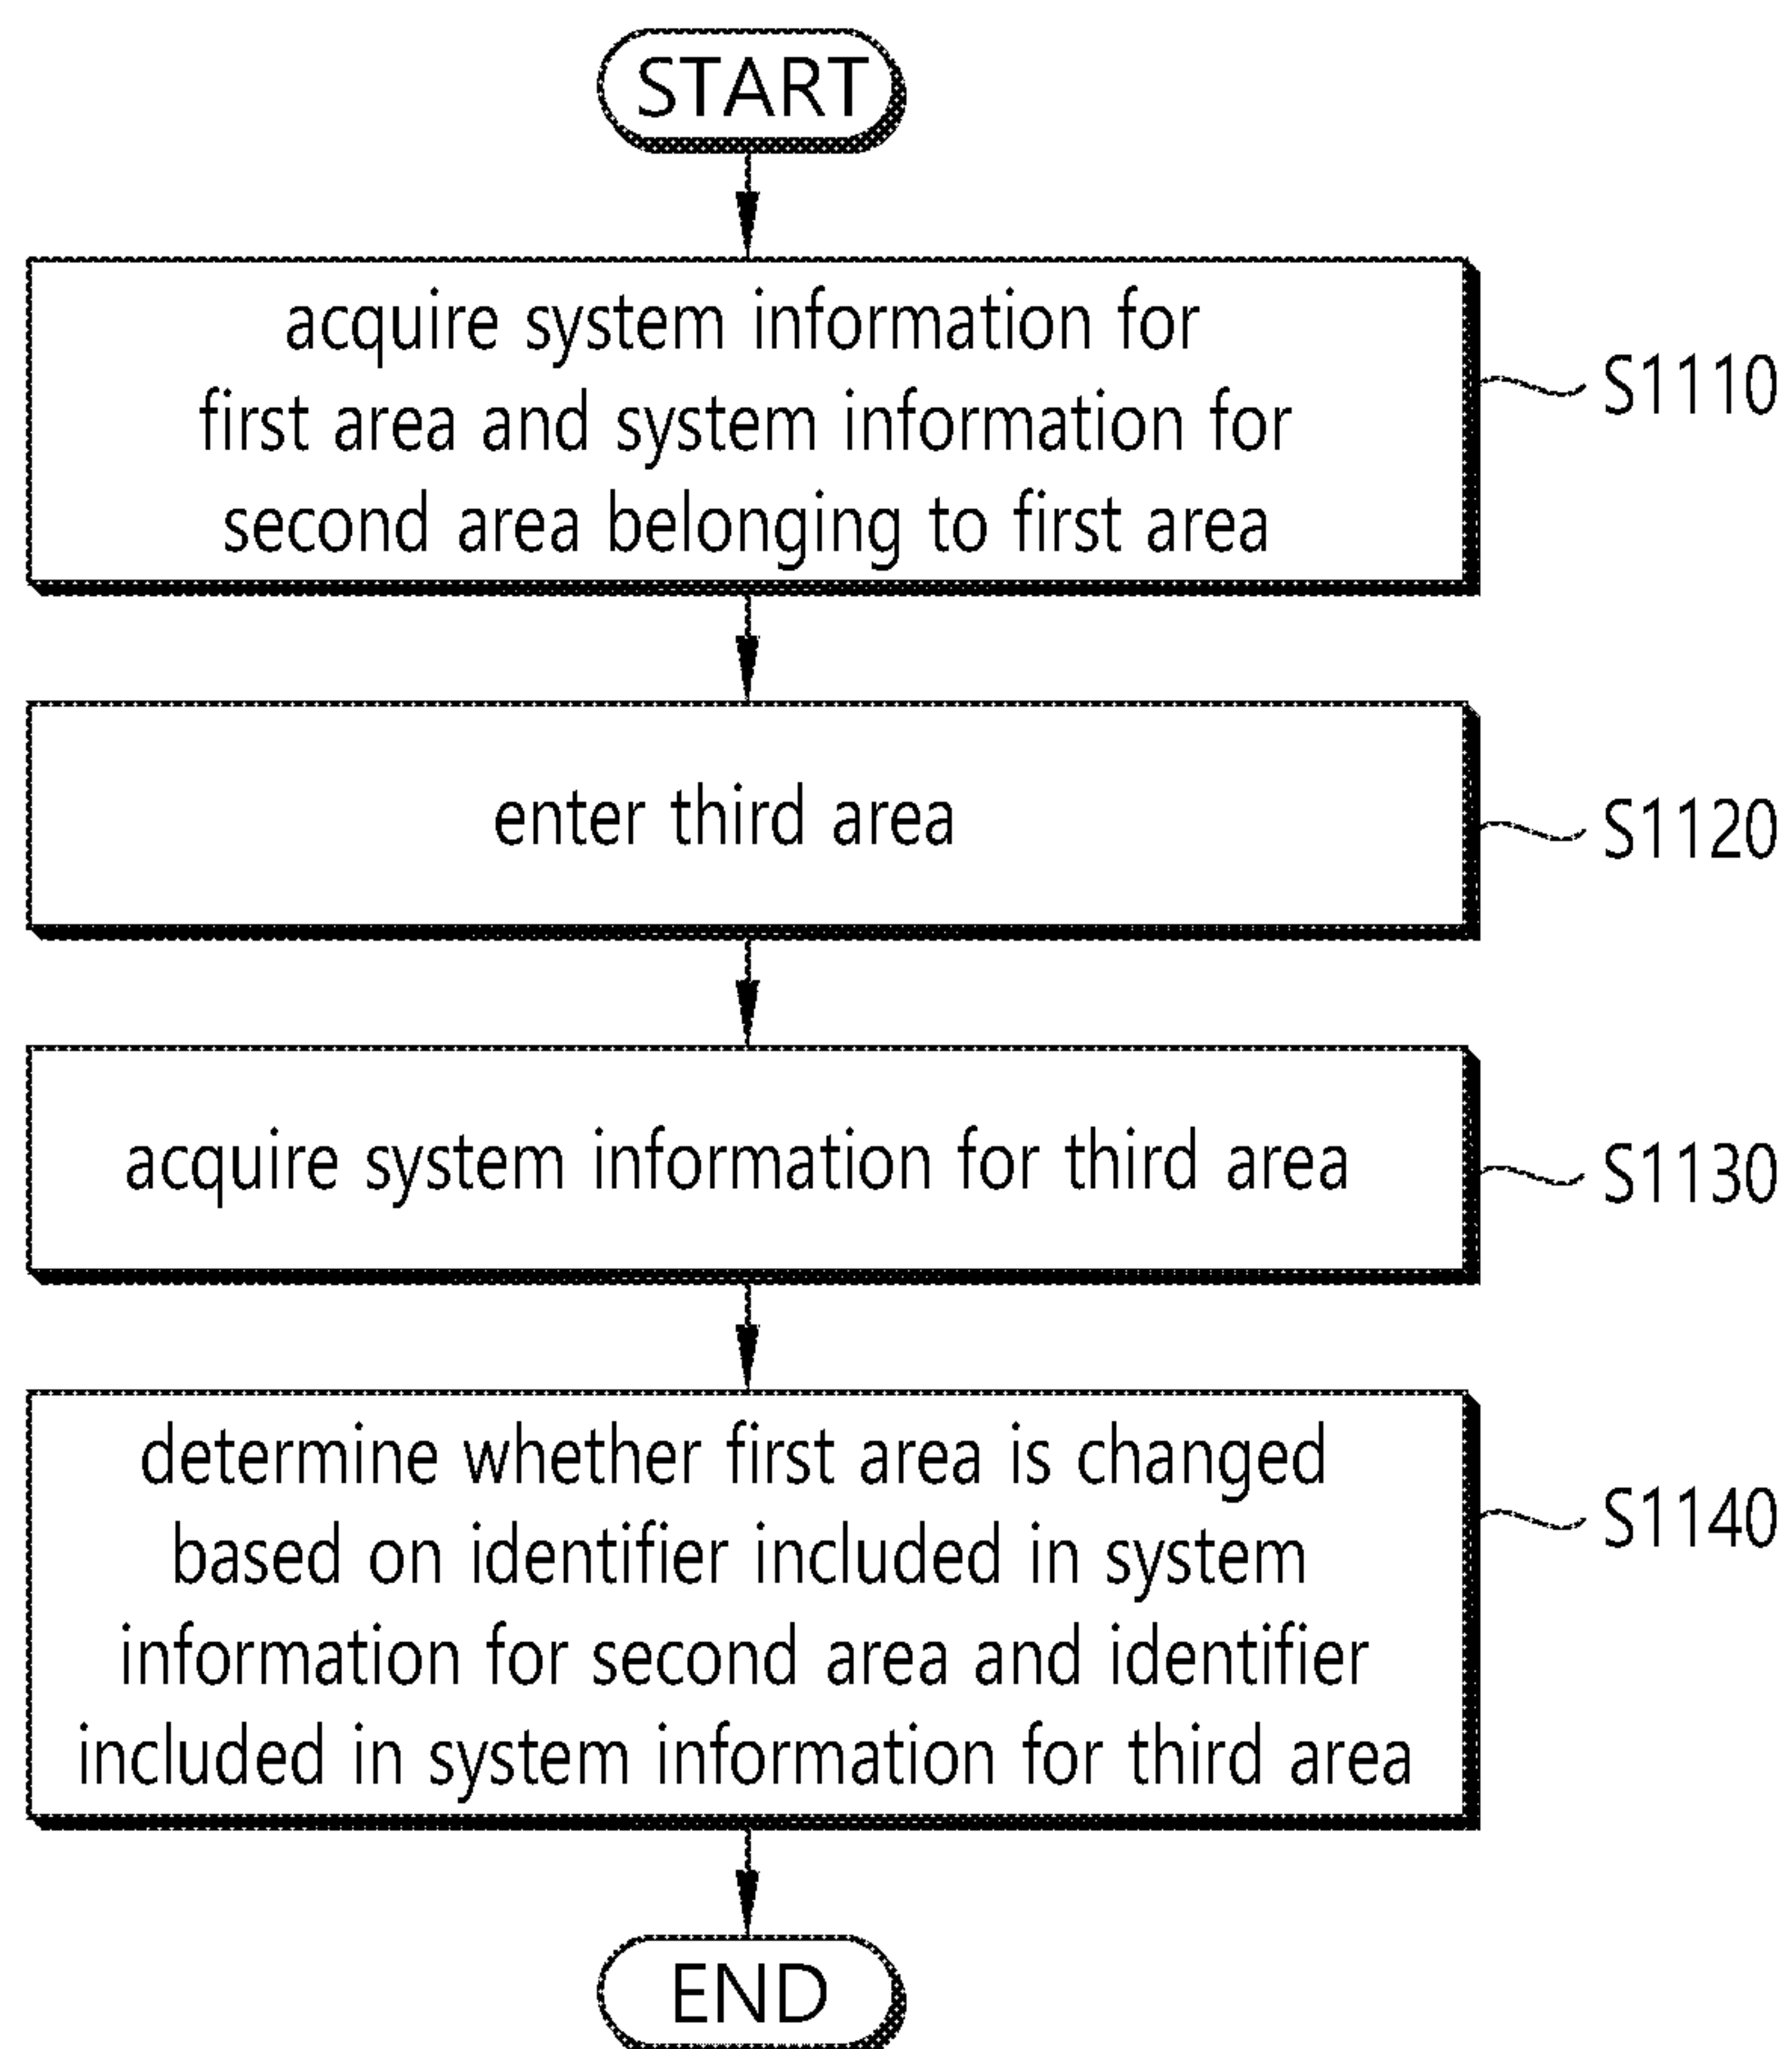 START
acquire system information for
first area and system information for
second area belonging to first area
S1110
enter third area
S1120
acquire system information for third area
S1130
determine whether first area is changed
based on identifier included in system
information for second area and identifier
included in system information for third area
S1140
END